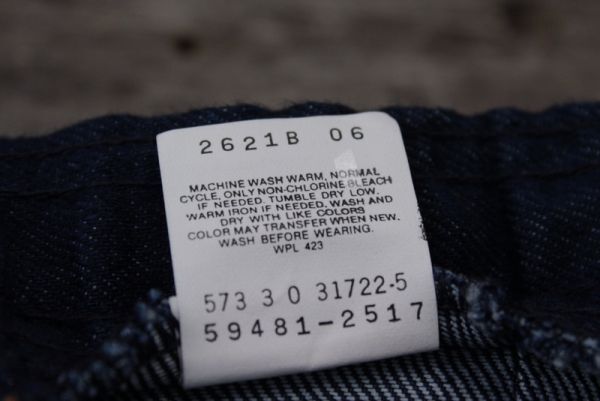 2621B 06
MACHINE WASH WARM, NORMAL
CYCLE, ONLY NON-CHLORINE BLEACH
IF NEEDED. TUMBLE DRY LOW.
WARM IRON IF NEEDED. WASH AND
DRY WITH LIKE COLORS
COLOR MAY TRANSFER WHEN NEW.
WASH BEFORE WEARING.
WPL 423
573 3 0 31722-5
59481-2517